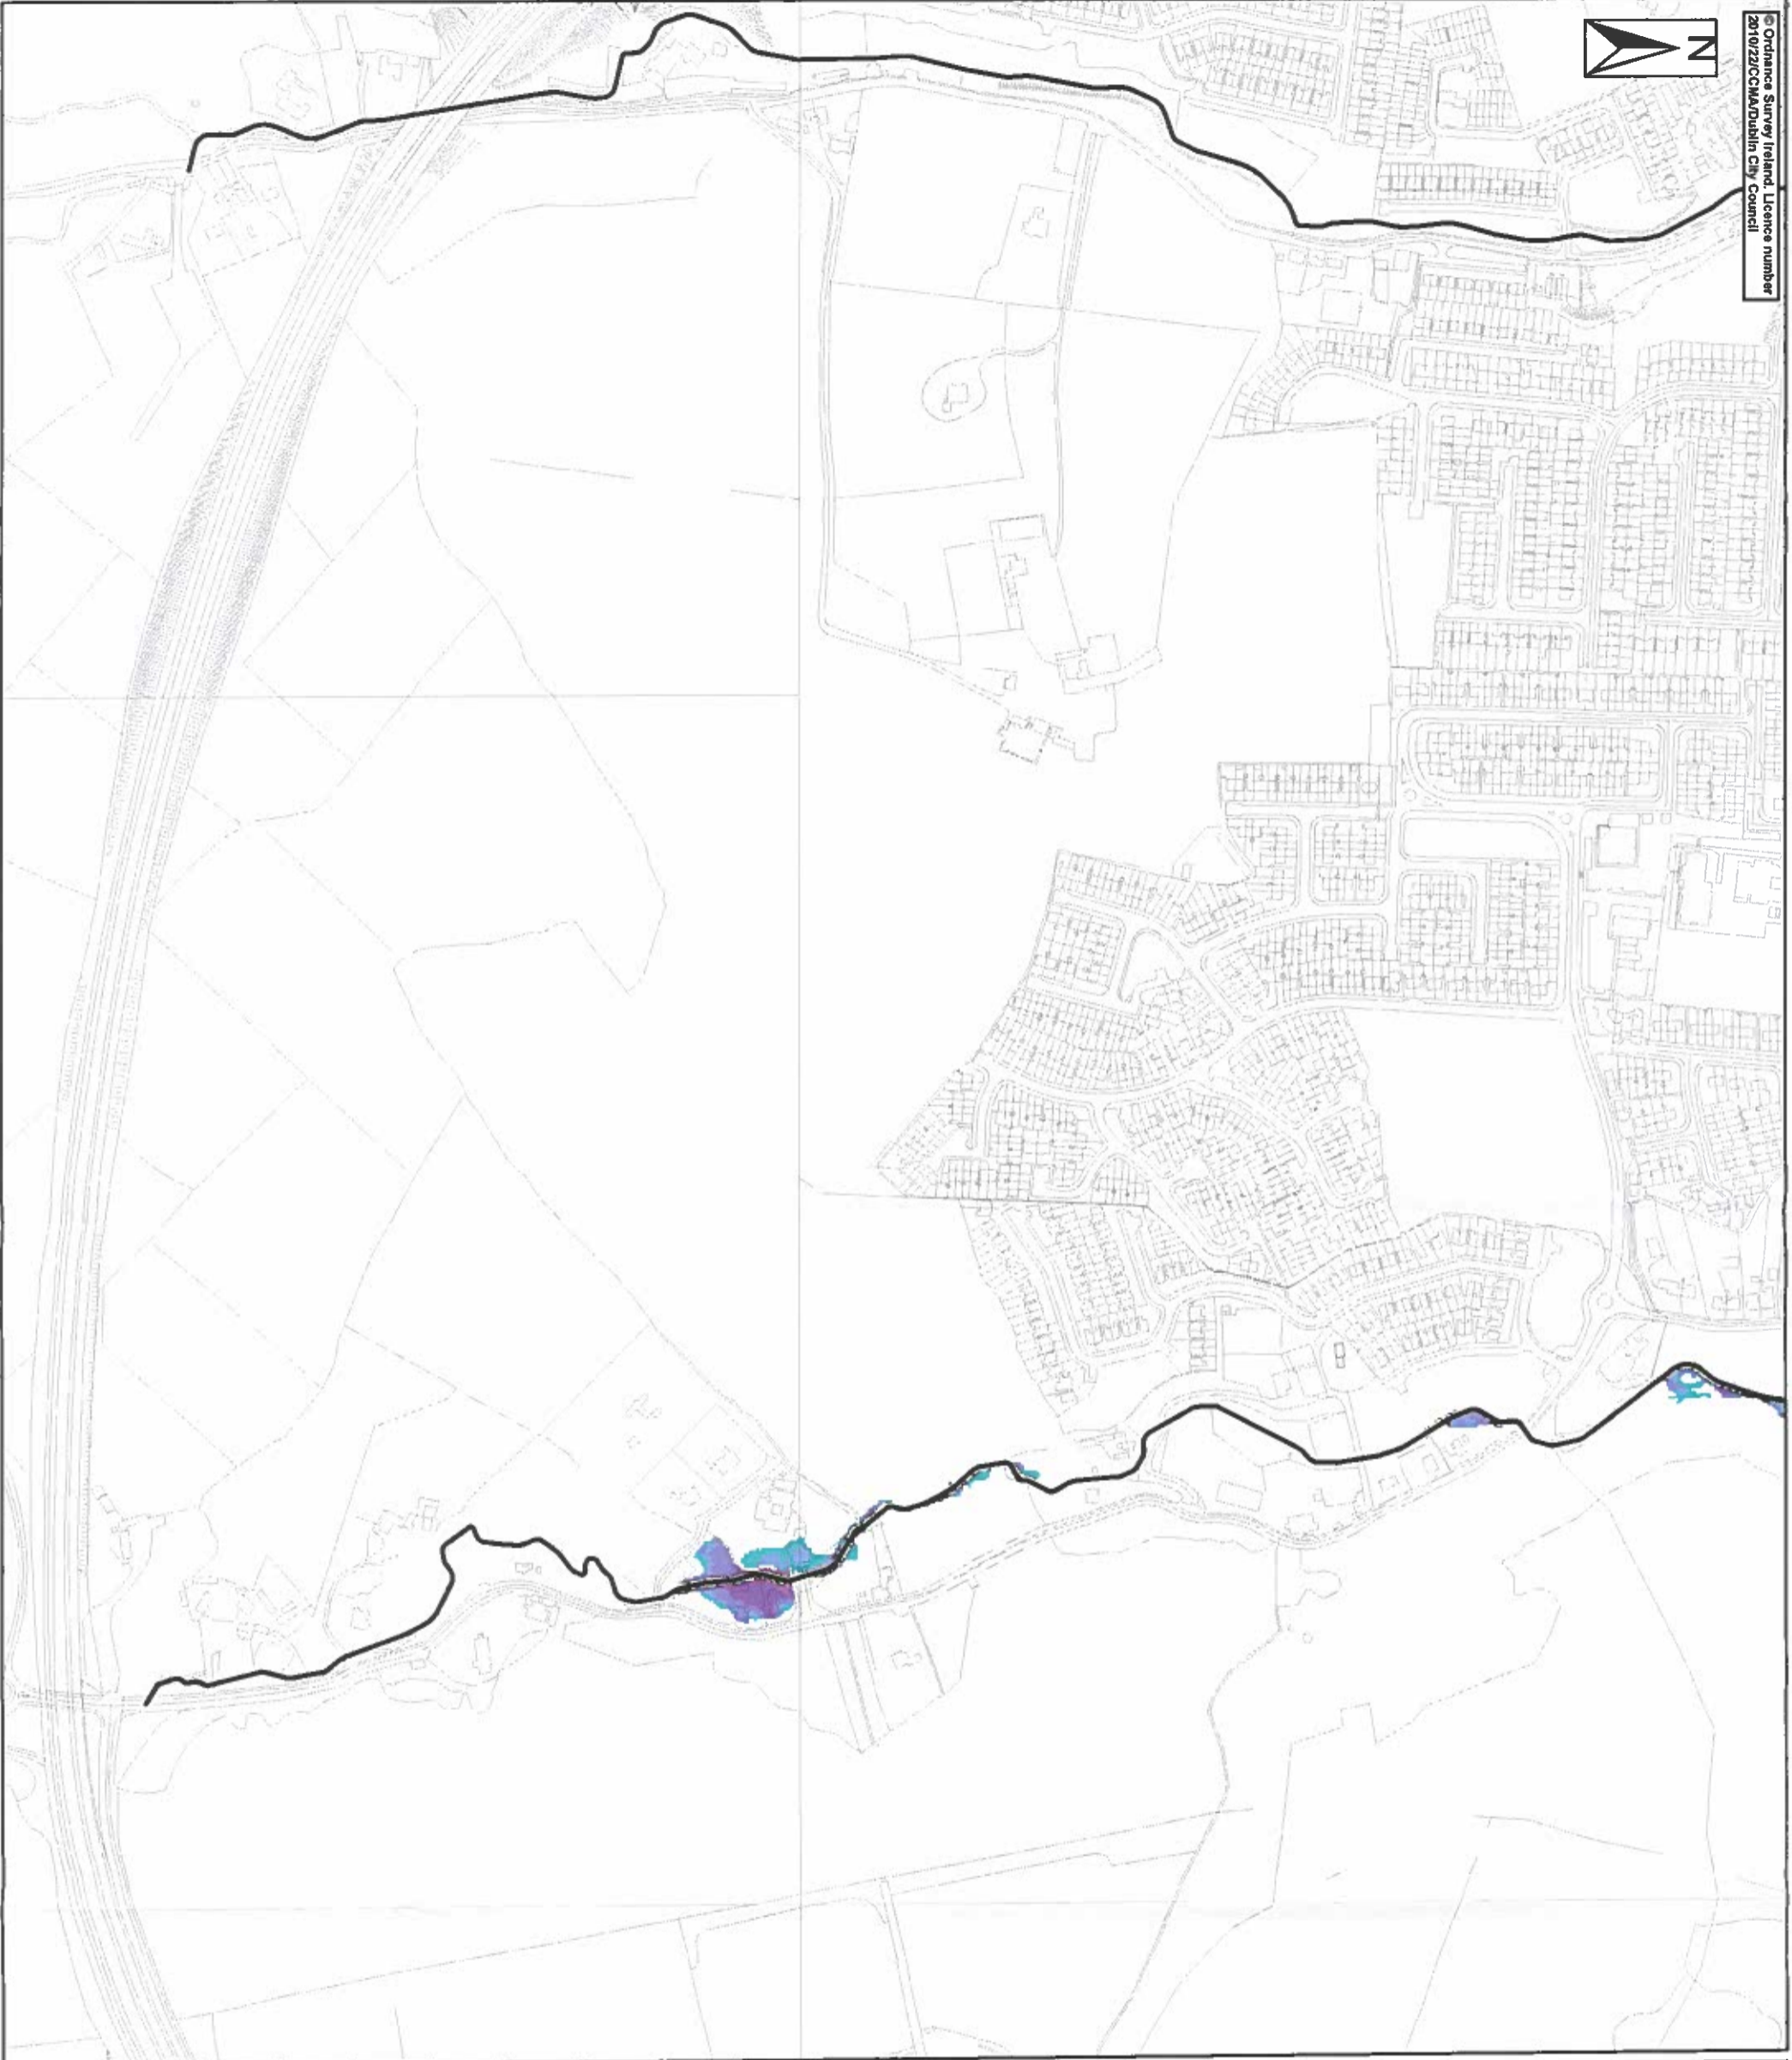 © Ordnance Survey Ireland. Licence number
2010/22/CCMA/Dublin City Council
N